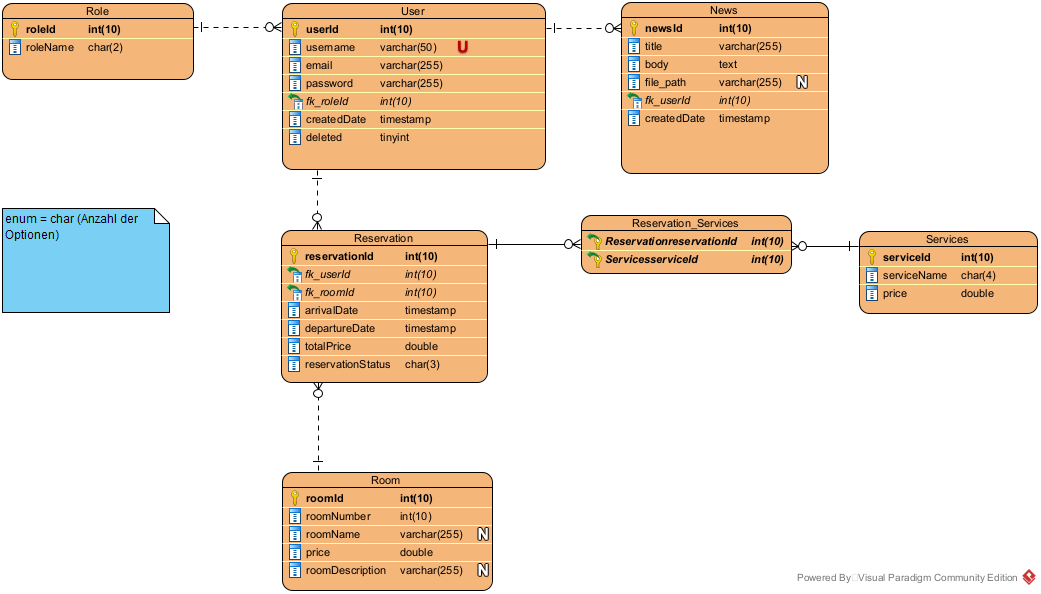 Role
roleId int(10)
roleName char(2)
User
userId int(10)
username varchar(50) U
email varchar(255)
password varchar(255)
fk_roleId int(10)
createdDate timestamp
deleted tinyint
News
newsId int(10)
title varchar(255)
body text
file_path varchar(255) N
fk_userId int(10)
createdDate timestamp
enum = char (Anzahl der
Optionen)
Reservation
reservationId int(10)
fk_userId int(10)
fk_roomId int(10)
arrivalDate timestamp
departureDate timestamp
totalPrice double
reservationStatus char(3)
Reservation_Services
ReservationreservationId int(10)
ServicesserviceId int(10)
Services
serviceId int(10)
serviceName char(4)
price double
Room
roomId int(10)
roomNumber int(10)
roomName varchar(255) N
price double
roomDescription varchar(255) N
Powered By Visual Paradigm Community Edition